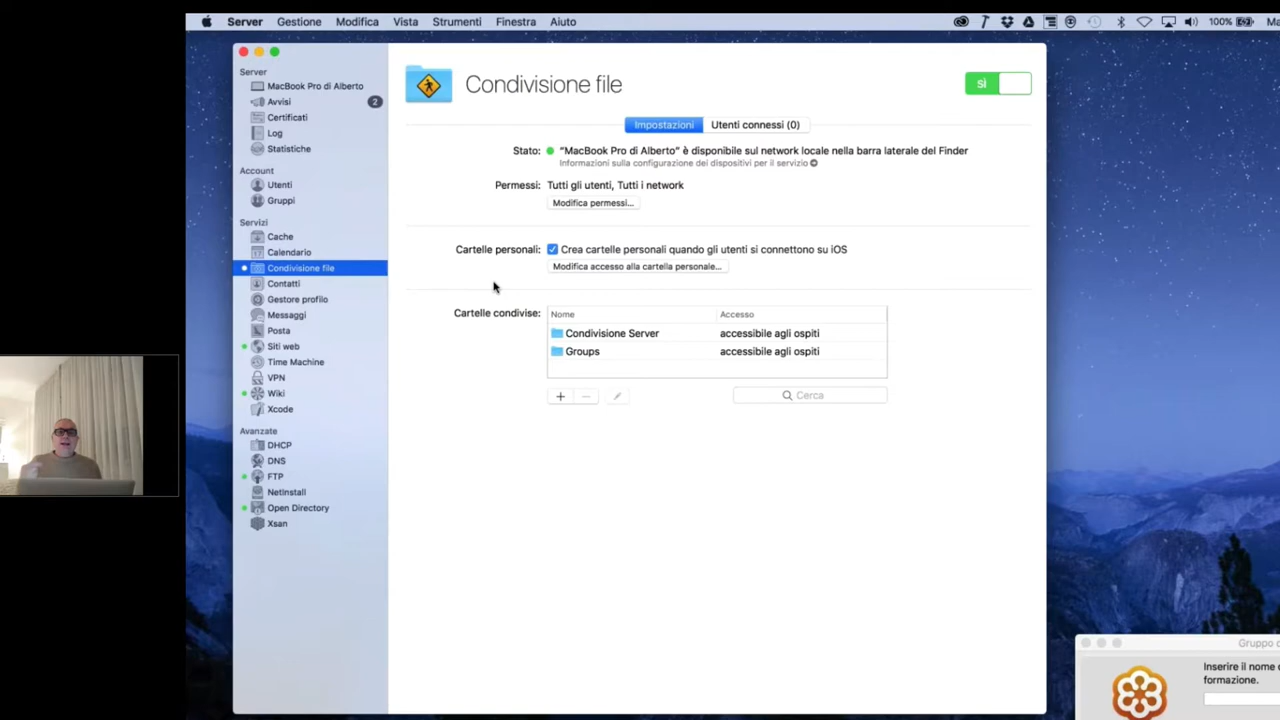 Server Gestione Modifica Vista Strumenti Finestra Aiuto 100%
Server
MacBook Pro di Alberto
Avvisi 2
Certificati
Log
Statistiche
Account
Utenti
Gruppi
Servizi
Cache
17 Calendario
Condivisione file
Contatti
Gestore profilo
Messaggi
Posta
Siti web
Time Machine
VPN
Wiki
Xcode
Avanzate
DHCP
DNS
FTP
NetInstall
Open Directory
Xsan
Condivisione file SÌ
Impostazioni Utenti connessi (0)
Stato: “MacBook Pro di Alberto” è disponibile sul network locale nella barra laterale del Finder
Informazioni sulla configurazione dei dispositivi per il servizio
Permessi: Tutti gli utenti, Tutti i network
Modifica permessi...
Cartelle personali: Crea cartelle personali quando gli utenti si connettono su iOS
Modifica accesso alla cartella personale...
Cartelle condivise: Nome Accesso
Condivisione Server accessibile agli ospiti
Groups accessibile agli ospiti
+ − Cerca
Gruppo
Inserire il nome
formazione.